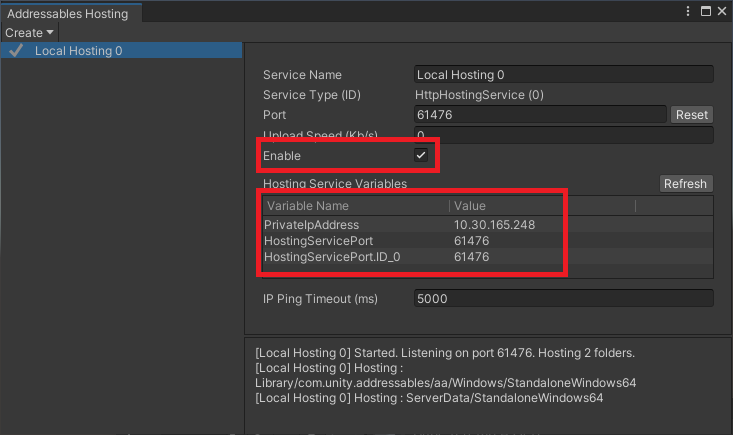 Addressables Hosting
Create
Local Hosting 0
Service Name Local Hosting 0
Service Type (ID) HttpHostingService (0)
Port 61476 Reset
Upload Speed (Kb/s) 0
Enable
Hosting Service Variables Refresh
Variable Name Value
PrivateIpAddress 10.30.165.248
HostingServicePort 61476
HostingServicePort.ID_0 61476
IP Ping Timeout (ms) 5000
[Local Hosting 0] Started. Listening on port 61476. Hosting 2 folders.
[Local Hosting 0] Hosting :
Library/com.unity.addressables/aa/Windows/StandaloneWindows64
[Local Hosting 0] Hosting : ServerData/StandaloneWindows64